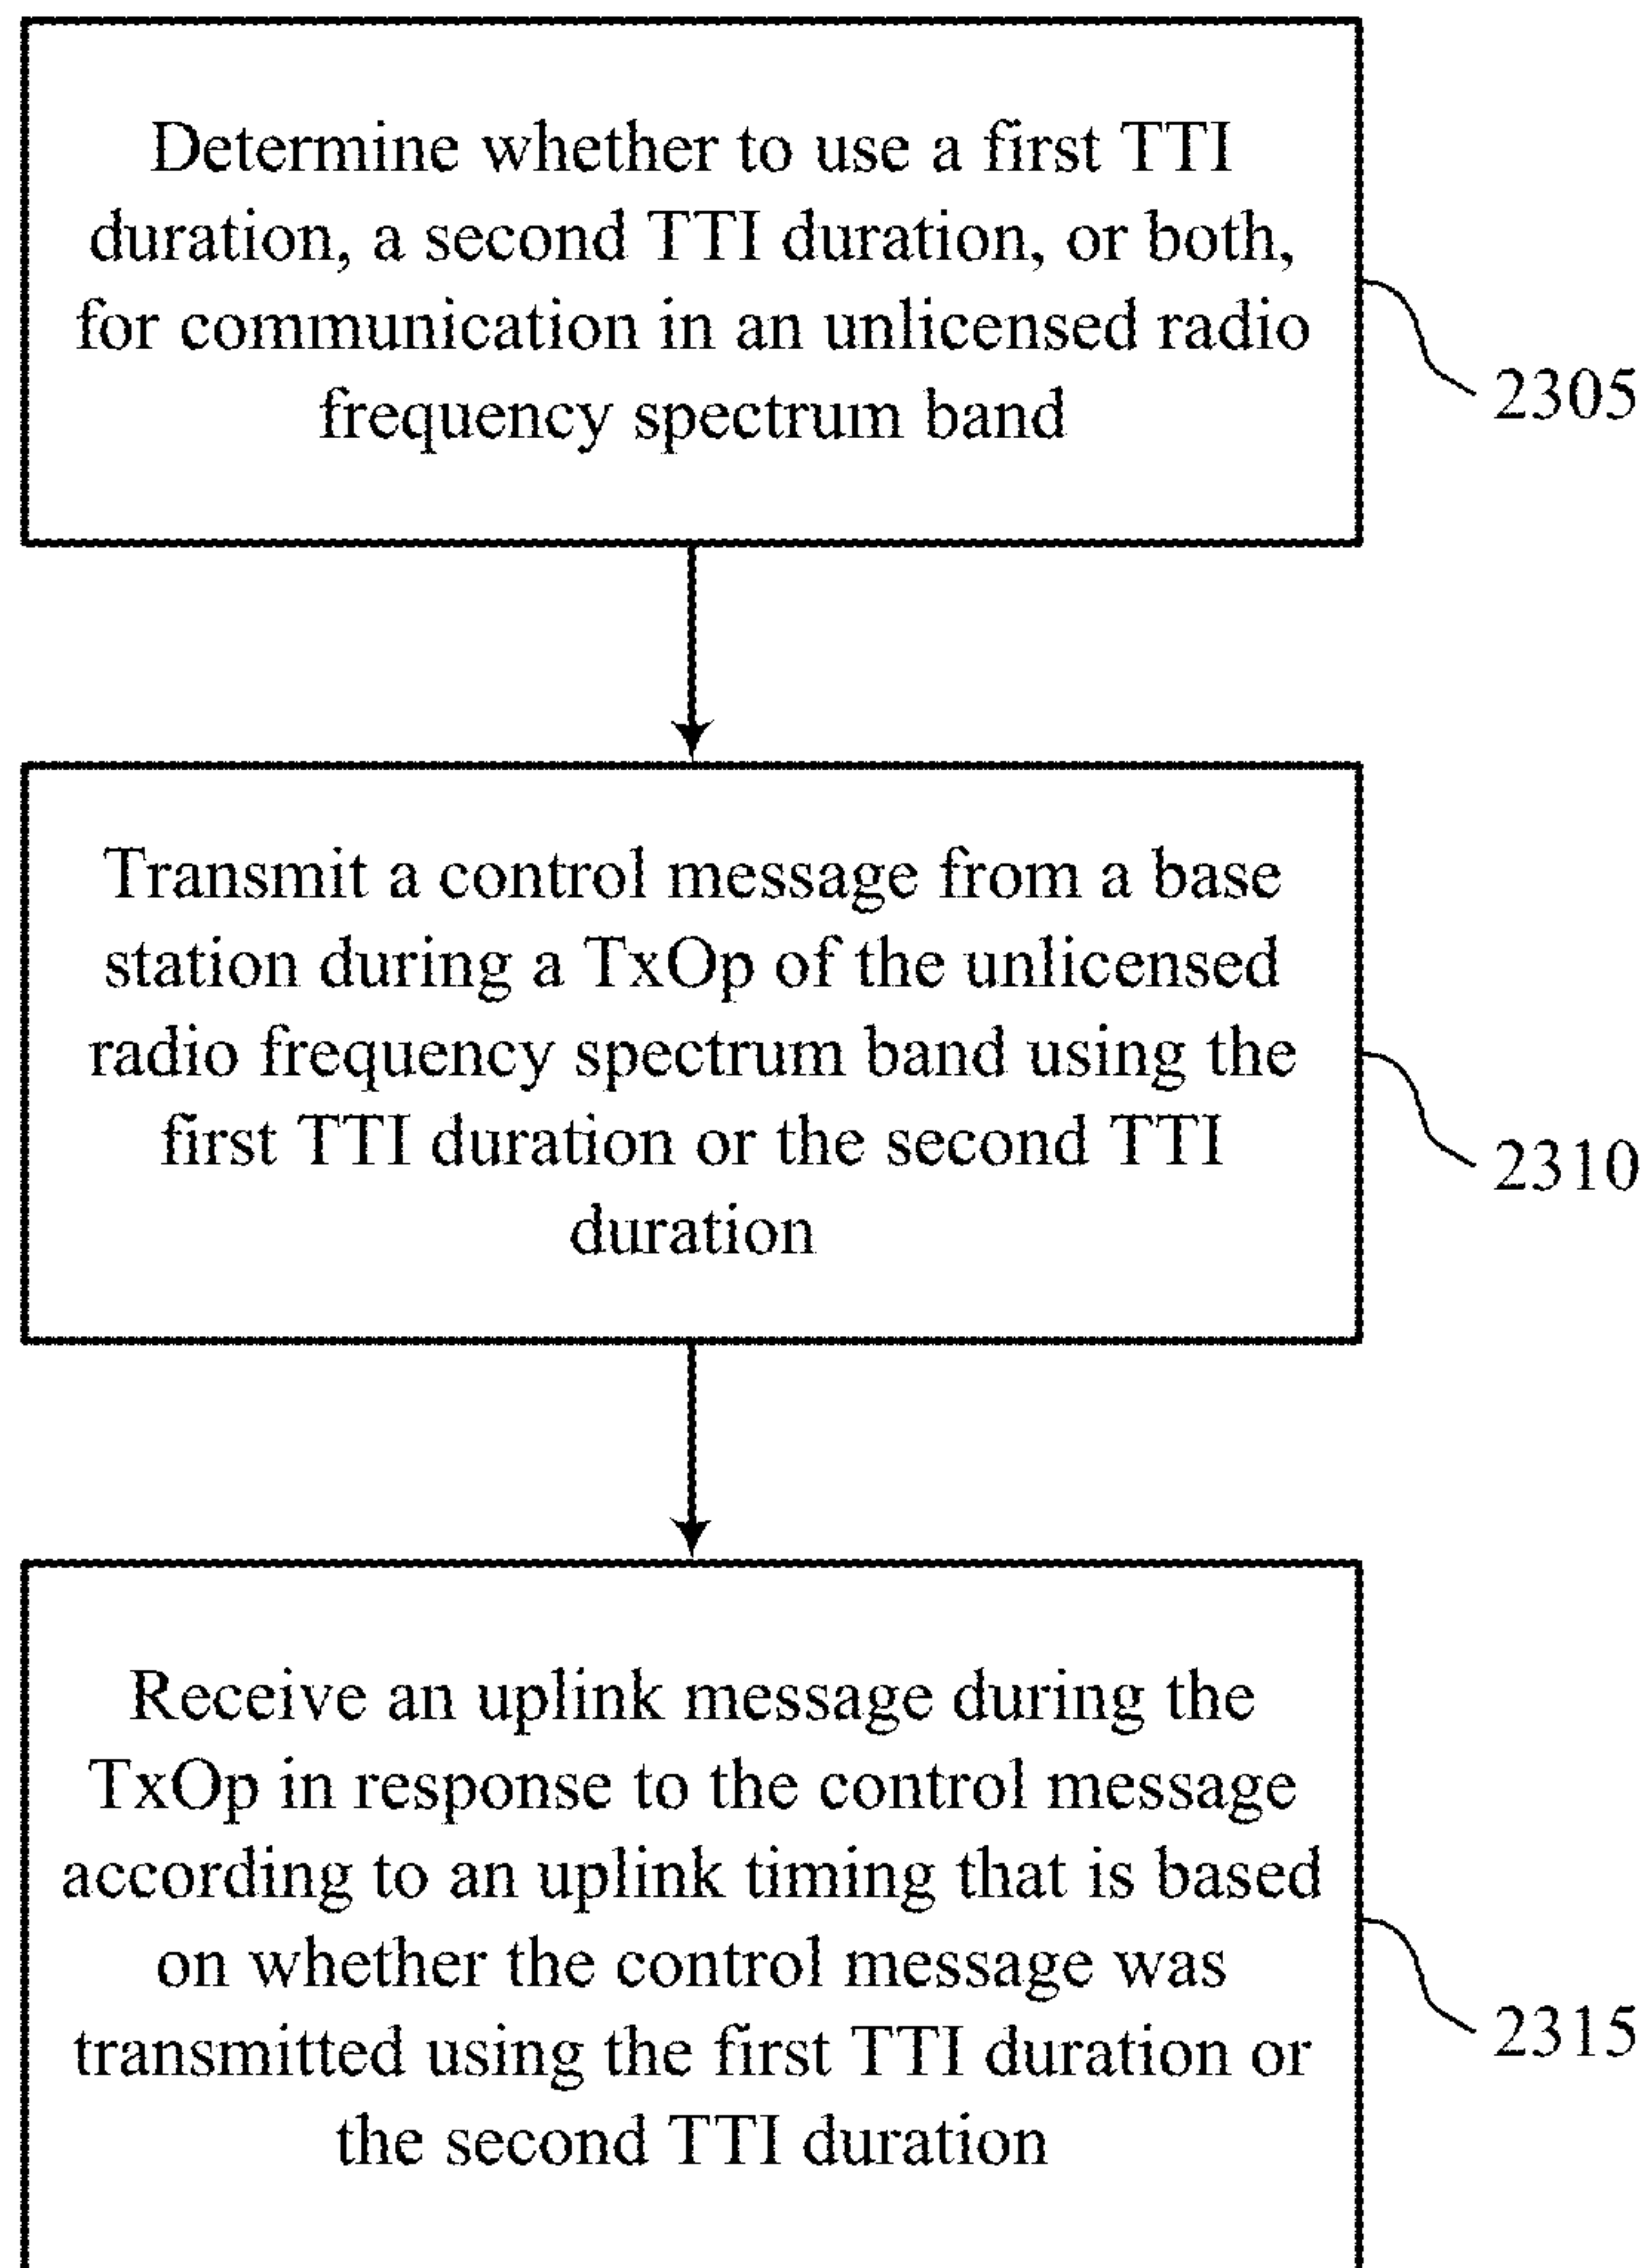 Determine whether to use a first TTI
duration, a second TTI duration, or both,
for communication in an unlicensed radio
frequency spectrum band
2305
Transmit a control message from a base
station during a TxOp of the unlicensed
radio frequency spectrum band using the
first TTI duration or the second TTI
duration
2310
Receive an uplink message during the
TxOp in response to the control message
according to an uplink timing that is based
on whether the control message was
transmitted using the first TTI duration or
the second TTI duration
2315